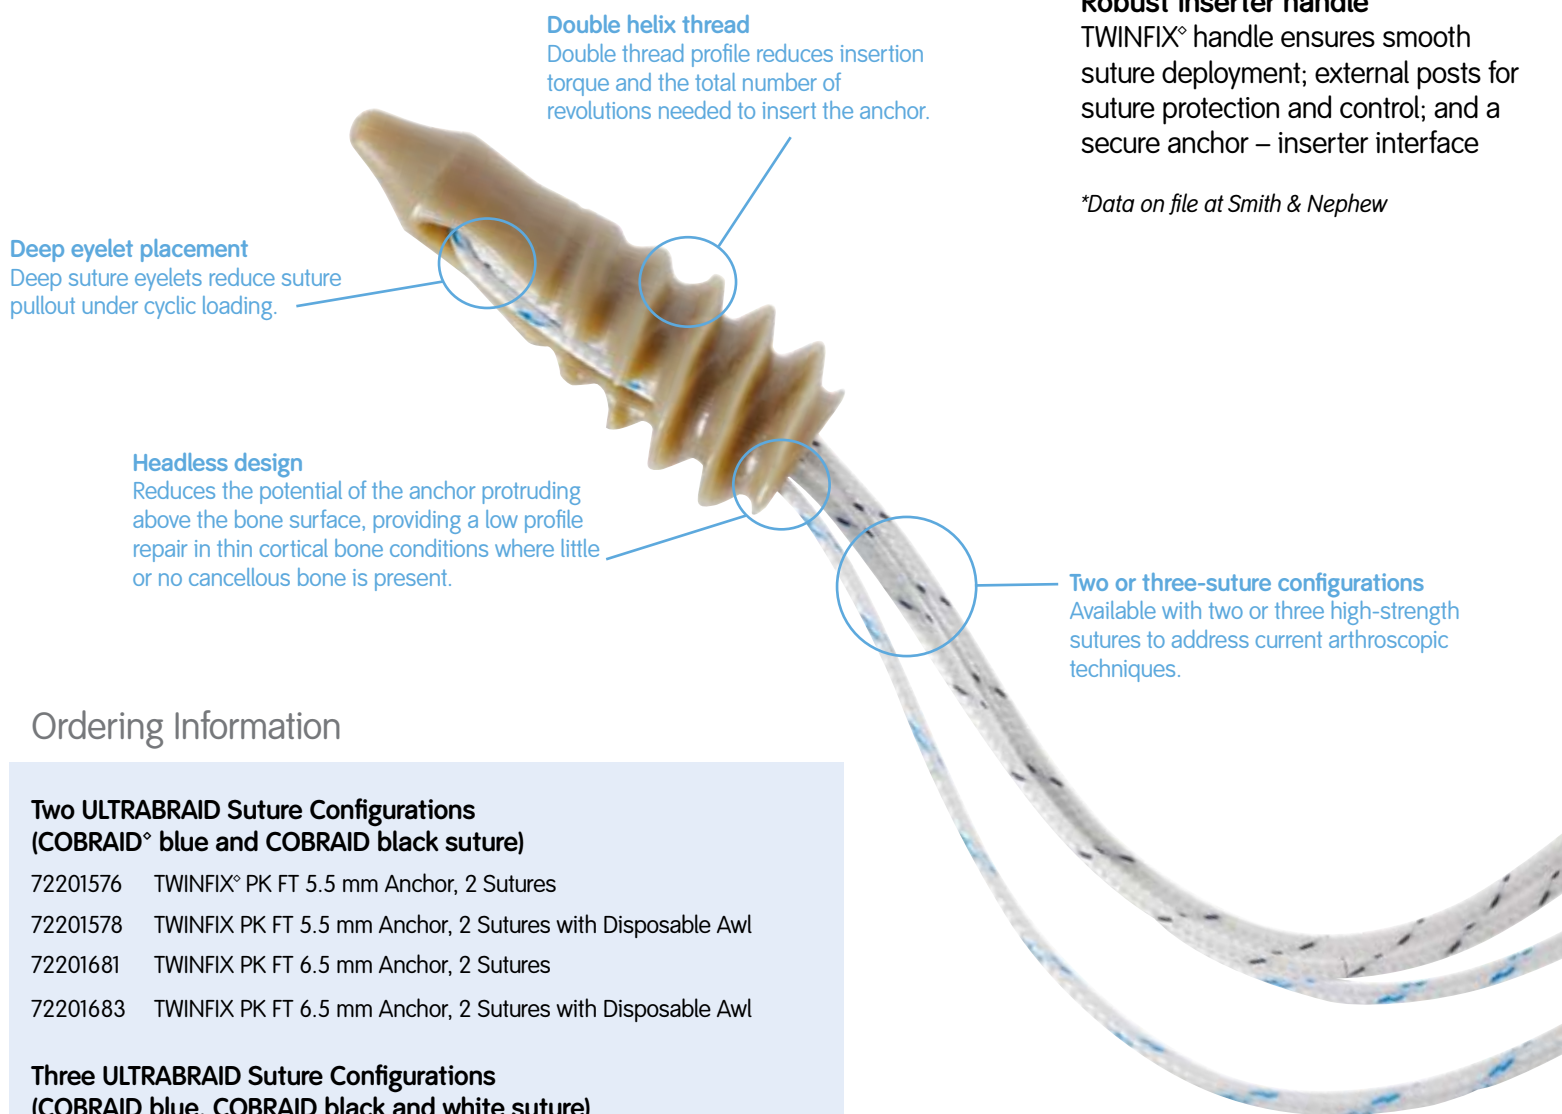 Double helix thread
Double thread profile reduces insertion
torque and the total number of
revolutions needed to insert the anchor.
Robust inserter handle
TWINFIX◊ handle ensures smooth
suture deployment; external posts for
suture protection and control; and a
secure anchor – inserter interface
*Data on file at Smith & Nephew
Deep eyelet placement
Deep suture eyelets reduce suture
pullout under cyclic loading.
Headless design
Reduces the potential of the anchor protruding
above the bone surface, providing a low profile
repair in thin cortical bone conditions where little
or no cancellous bone is present.
Two or three-suture configurations
Available with two or three high-strength
sutures to address current arthroscopic
techniques.
Ordering Information
Two ULTRABRAID Suture Configurations
(COBRAID◊ blue and COBRAID black suture)
72201576 TWINFIX◊ PK FT 5.5 mm Anchor, 2 Sutures
72201578 TWINFIX PK FT 5.5 mm Anchor, 2 Sutures with Disposable Awl
72201681 TWINFIX PK FT 6.5 mm Anchor, 2 Sutures
72201683 TWINFIX PK FT 6.5 mm Anchor, 2 Sutures with Disposable Awl
Three ULTRABRAID Suture Configurations
(COBRAID blue, COBRAID black and white suture)